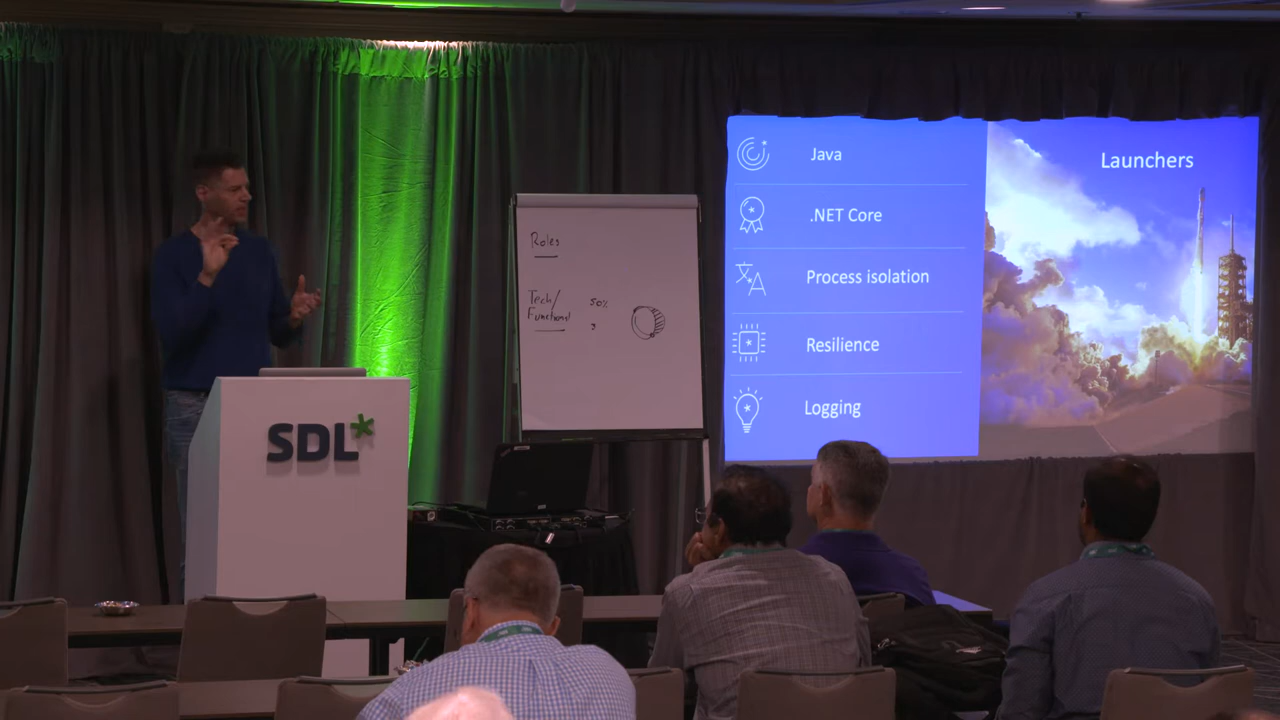 SDL*
Roles
Tech/
Functional
50%
Java
.NET Core
Process isolation
Resilience
Logging
Launchers